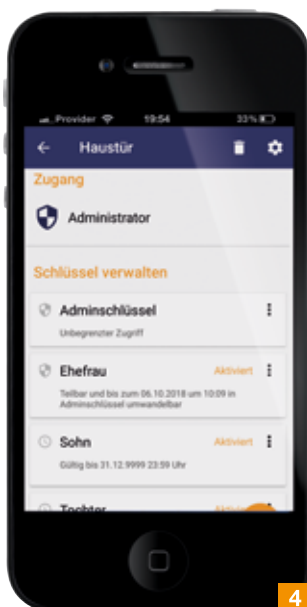 Provider 19:54 33%
Haustür
Zugang
Administrator
Schlüssel verwalten
Adminschlüssel
Unbegrenzter Zugriff
Ehefrau Aktiviert
Teilbar und bis zum 06.10.2018 um 10:09 in
Adminschlüssel umwandelbar
Sohn Aktiviert
Gültig bis 31.12.9999 23:59 Uhr
Tochter
4